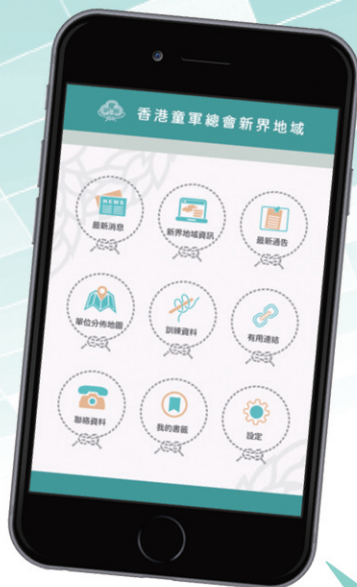 香港童軍總會新界地域
NEWS
最新消息
新界地域資訊
最新通告
單位分佈地圖
訓練資料
有用連結
聯絡資料
我的書籤
設定